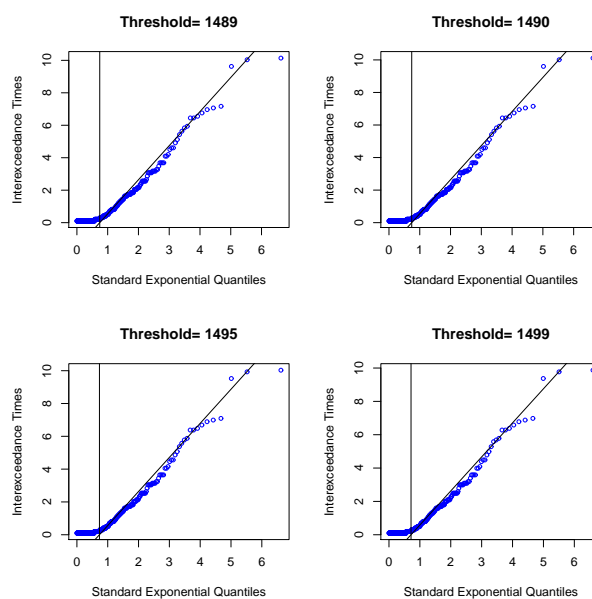 Threshold= 1489
Threshold= 1490
Interexceedance Times
10
8
6
4
2
0
0 1 2 3 4 5 6
Standard Exponential Quantiles
Interexceedance Times
10
8
6
4
2
0
0 1 2 3 4 5 6
Standard Exponential Quantiles
Threshold= 1495
Threshold= 1499
Interexceedance Times
10
8
6
4
2
0
0 1 2 3 4 5 6
Standard Exponential Quantiles
Interexceedance Times
10
8
6
4
2
0
0 1 2 3 4 5 6
Standard Exponential Quantiles